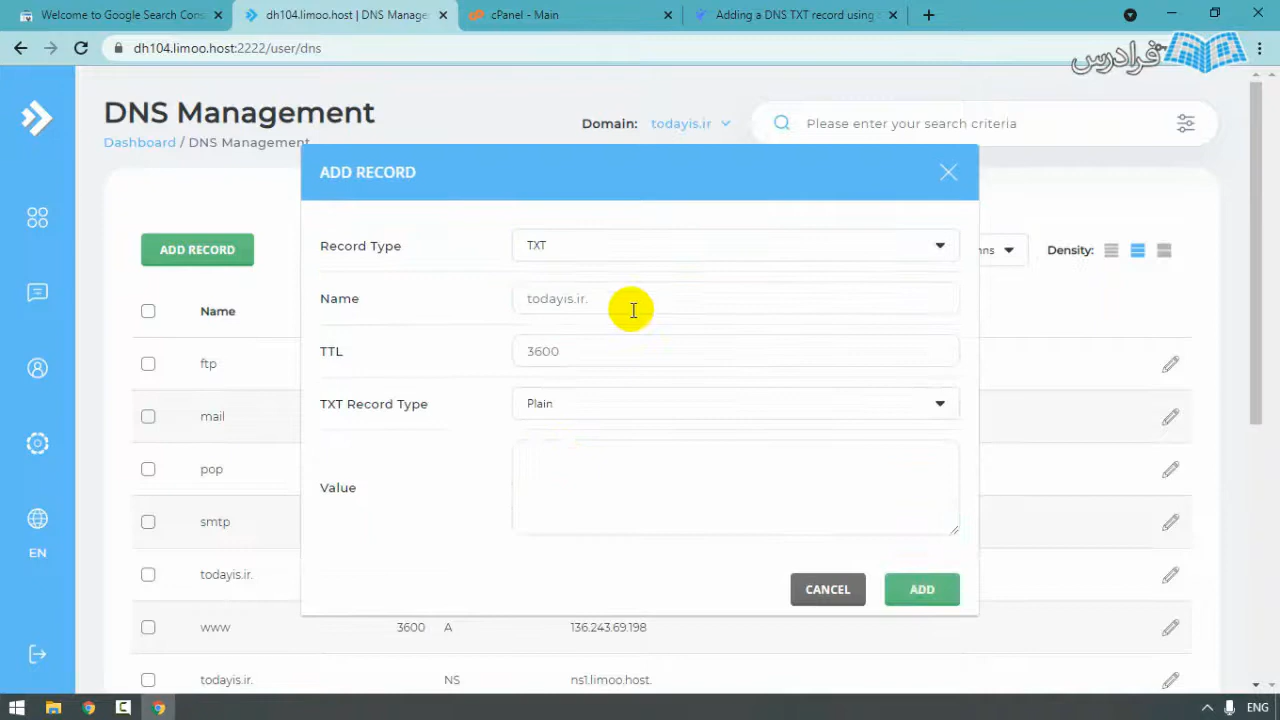 Welcome to Google Search Cons
dh104.limoo.host | DNS Manage
cPanel - Main
Adding a DNS TXT record using c
dh104.limoo.host:2222/user/dns
فرادرس
DNS Management
Domain: todayis.ir
Please enter your search criteria
Dashboard / DNS Management
ADD RECORD
Record Type
TXT
ADD RECORD
ns
Density:
Name
todayis.ir.
Name
TTL
3600
ftp
TXT Record Type
Plain
mail
pop
Value
smtp
EN
todayis.ir.
CANCEL
ADD
www 3600 A 136.243.69.198
todayis.ir. NS ns1.limoo.host.
ENG